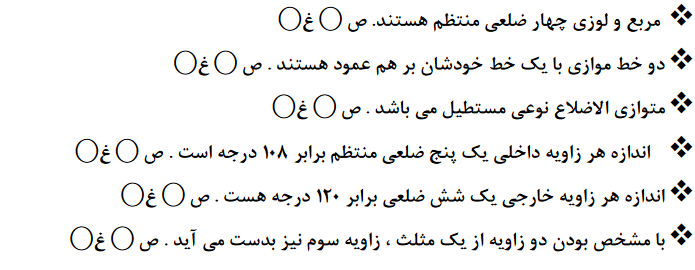 ❖ مربع و لوزی چهار ضلعی منتظم هستند. ص ◯ غ◯
❖ دو خط موازی با یک خط خودشان بر هم عمود هستند . ص ◯ غ◯
❖ متوازی الاضلاع نوعی مستطیل می باشد . ص ◯ غ◯
❖ اندازه هر زاویه داخلی یک پنج ضلعی منتظم برابر ۱۰۸ درجه است . ص ◯ غ◯
❖ اندازه هر زاویه خارجی یک شش ضلعی برابر ۱۲۰ درجه هست . ص ◯ غ◯
❖ با مشخص بودن دو زاویه از یک مثلث ، زاویه سوم نیز بدست می آید . ص ◯ غ◯